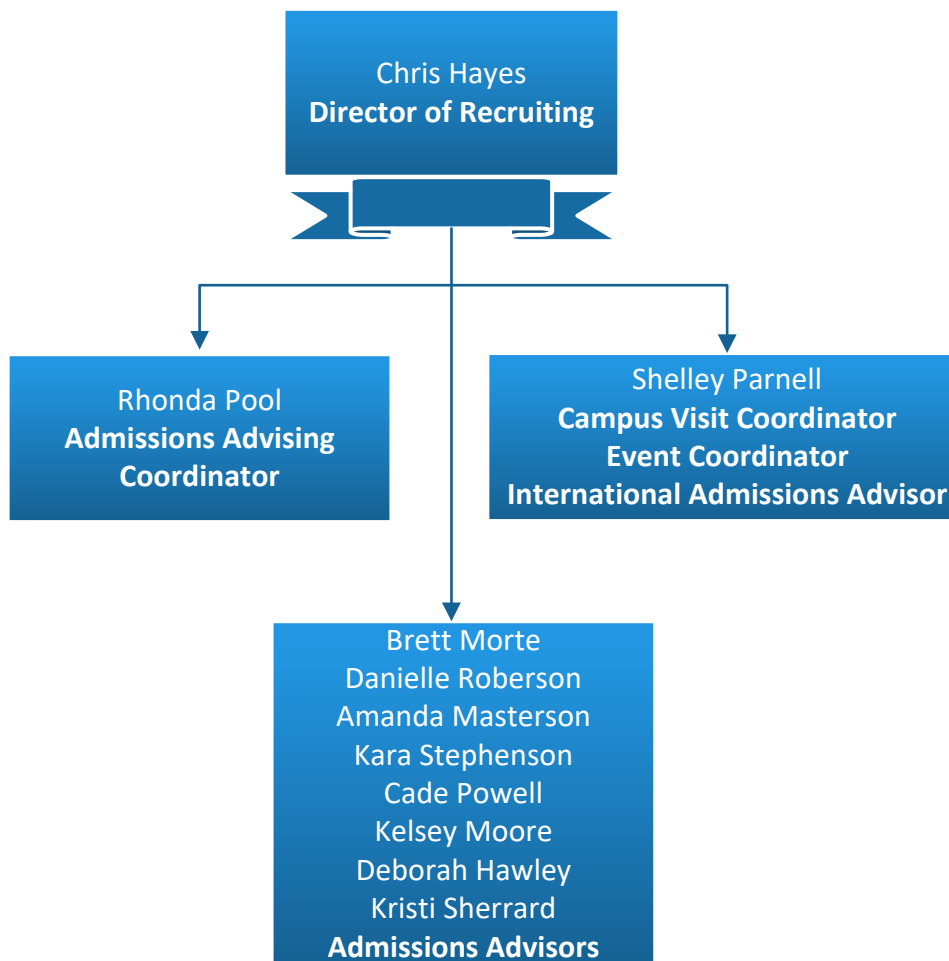 Chris Hayes
Director of Recruiting
Rhonda Pool
Admissions Advising
Coordinator
Shelley Parnell
Campus Visit Coordinator
Event Coordinator
International Admissions Advisor
Brett Morte
Danielle Roberson
Amanda Masterson
Kara Stephenson
Cade Powell
Kelsey Moore
Deborah Hawley
Kristi Sherrard
Admissions Advisors